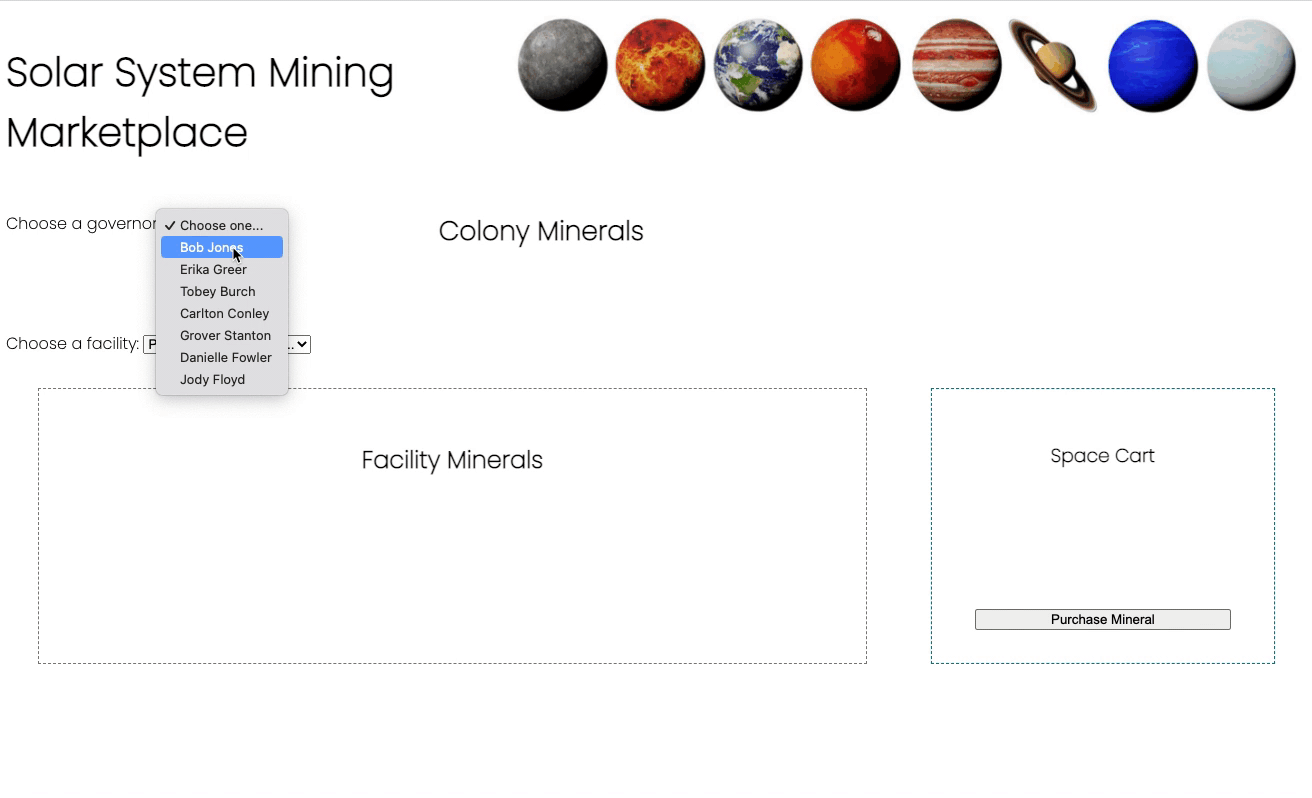 Solar System Mining
Marketplace
Choose a governor
✓ Choose one...
Bob Jones
Erika Greer
Tobey Burch
Carlton Conley
Grover Stanton
Danielle Fowler
Jody Floyd
Colony Minerals
Choose a facility: P ..
Facility Minerals
Space Cart
Purchase Mineral